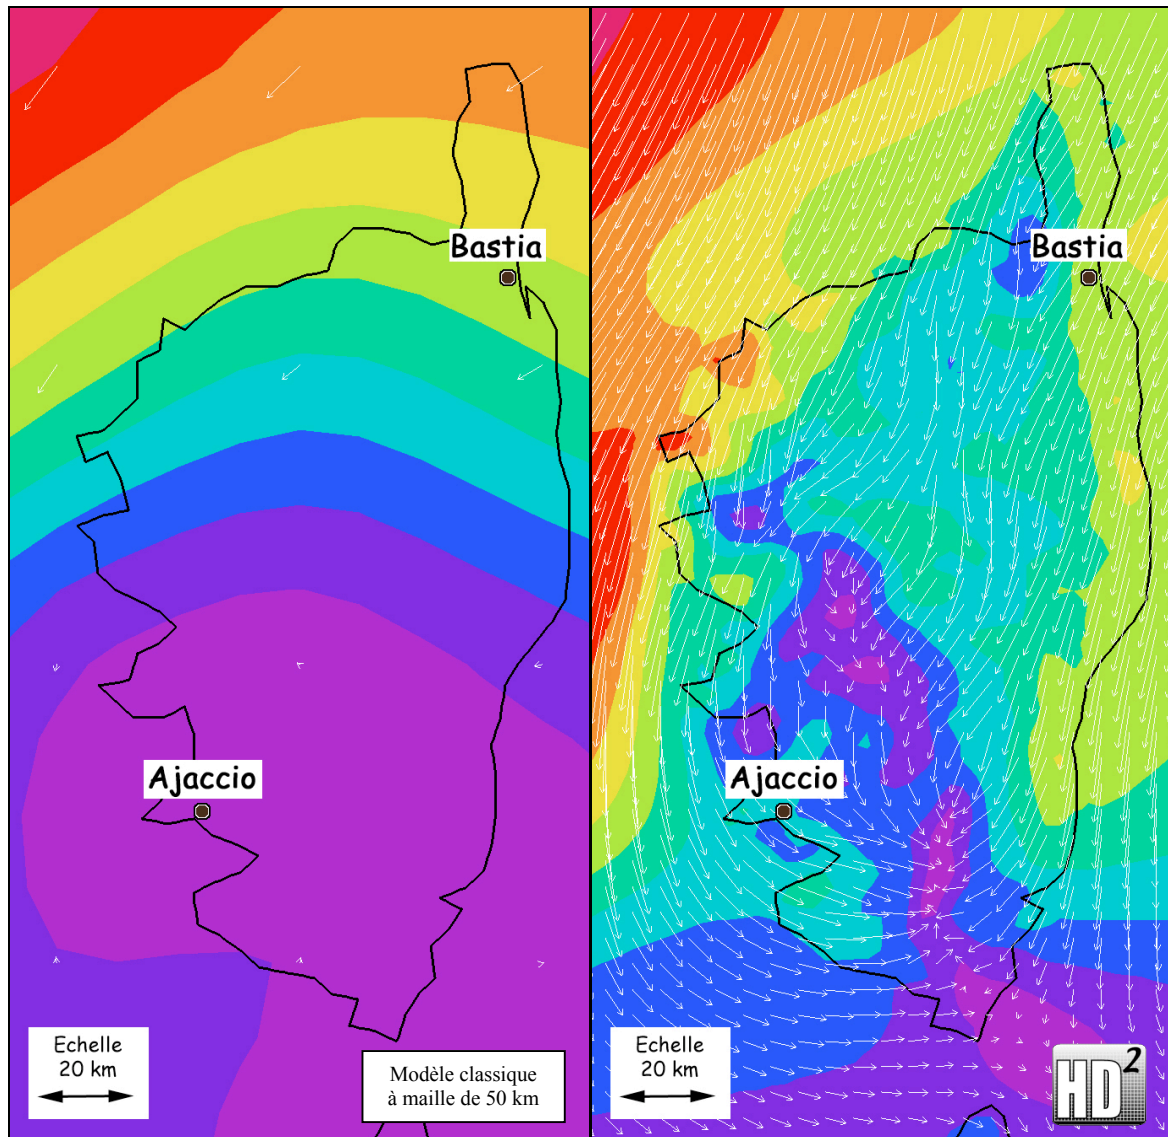 Bastia
Ajaccio
Echelle
20 km
Modèle classique
à maille de 50 km
Bastia
Ajaccio
Echelle
20 km
HD2